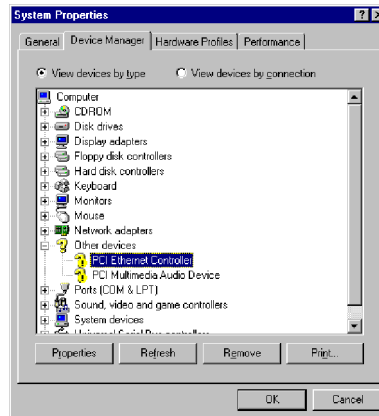 System Properties
General Device Manager Hardware Profiles Performance
View devices by type View devices by connection
Computer
CDROM
Disk drives
Display adapters
Floppy disk controllers
Hard disk controllers
Keyboard
Monitors
Mouse
Network adapters
Other devices
PCI Ethernet Controller
PCI Multimedia Audio Device
Ports (COM & LPT)
Sound, video and game controllers
System devices
Properties Refresh Remove Print...
OK Cancel